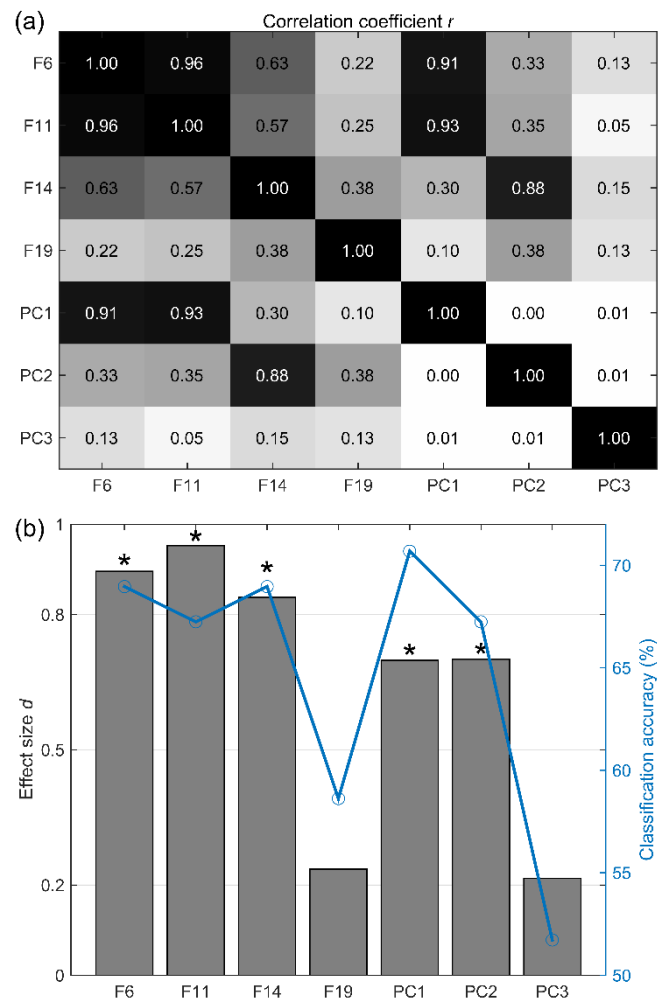 (a) Correlation coefficient r
F6 1.00 0.96 0.63 0.22 0.91 0.33 0.13
F11 0.96 1.00 0.57 0.25 0.93 0.35 0.05
F14 0.63 0.57 1.00 0.38 0.30 0.88 0.15
F19 0.22 0.25 0.38 1.00 0.10 0.38 0.13
PC1 0.91 0.93 0.30 0.10 1.00 0.00 0.01
PC2 0.33 0.35 0.88 0.38 0.00 1.00 0.01
PC3 0.13 0.05 0.15 0.13 0.01 0.01 1.00
F6 F11 F14 F19 PC1 PC2 PC3
(b)
Effect size d
1
0.8
0.5
0.2
0
* * * * *
70
65
60
55
50
Classification accuracy (%)
F6 F11 F14 F19 PC1 PC2 PC3